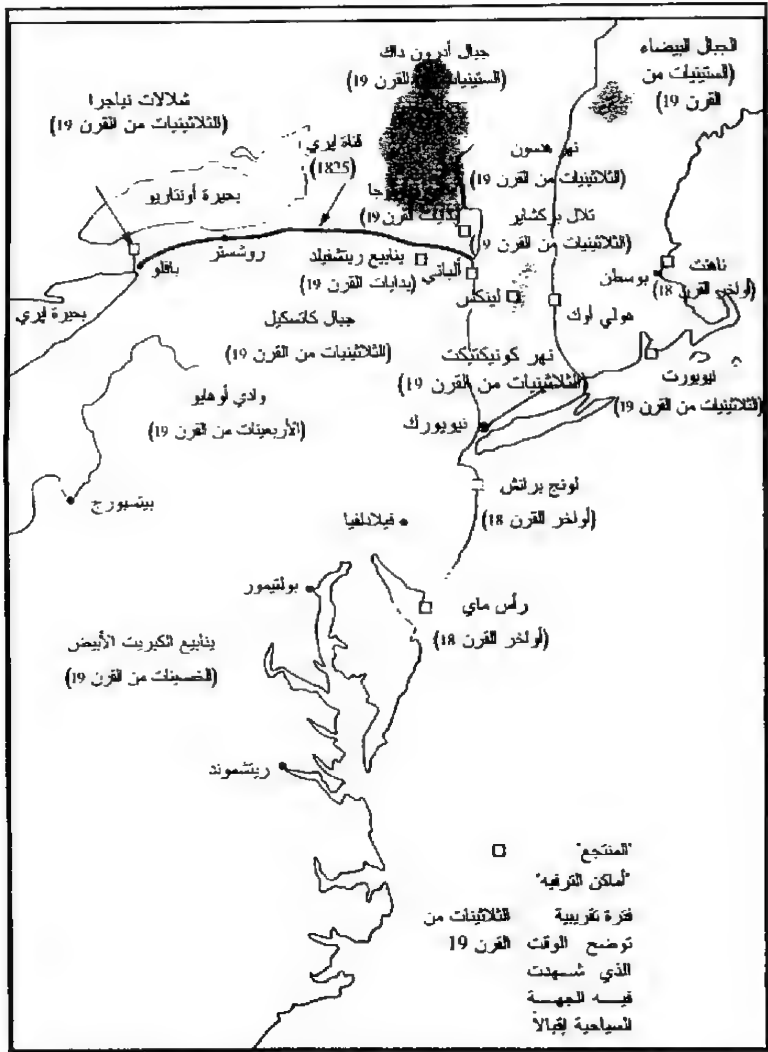 الجبال البيضاء
(الستينيات من
القرن 19)
جبال أدرون داك
(الستينيات من القرن 19)
شلالات نياجرا
(الثلاثينيات من القرن 19)
قناة إيري
(1825)
نهر هدسون
(الثلاثينيات من القرن 19)
بحيرة أونتاريو
بدايات القرن 19)
تلال بركشاير
(الثلاثينيات من القرن 19)
روشستر
ينابيع ريتشفيلد
(بدايات القرن 19)
ألباني
بافلو
ناهنت
(أولخر القرن 18)
بوسطن
لينكس
هولي أوك
بحيرة إيري
جبال كاتسكيل
(الثلاثينيات من القرن 19)
نهر كونيكتيكت
(الثلاثينيات من القرن 19)
نيوبورت
(الثلاثينيات من القرن 19)
وادي أوهايو
(الأربعينات من القرن 19)
نيويورك
بيتسبورج
لونج برانش
(أولخر القرن 18)
فيلادلفيا
بولتيمور
رأس ماي
(أولخر القرن 18)
ينابيع الكبريت الأبيض
(الخمسينات من القرن 19)
ريتشموند
"المنتجع"
"أماكن الترفيه"
فترة تقريبية الثلاثينات من
توضح الوقت القرن 19
الذي شهدت
فيه الجهة
السياحية إقبالاً